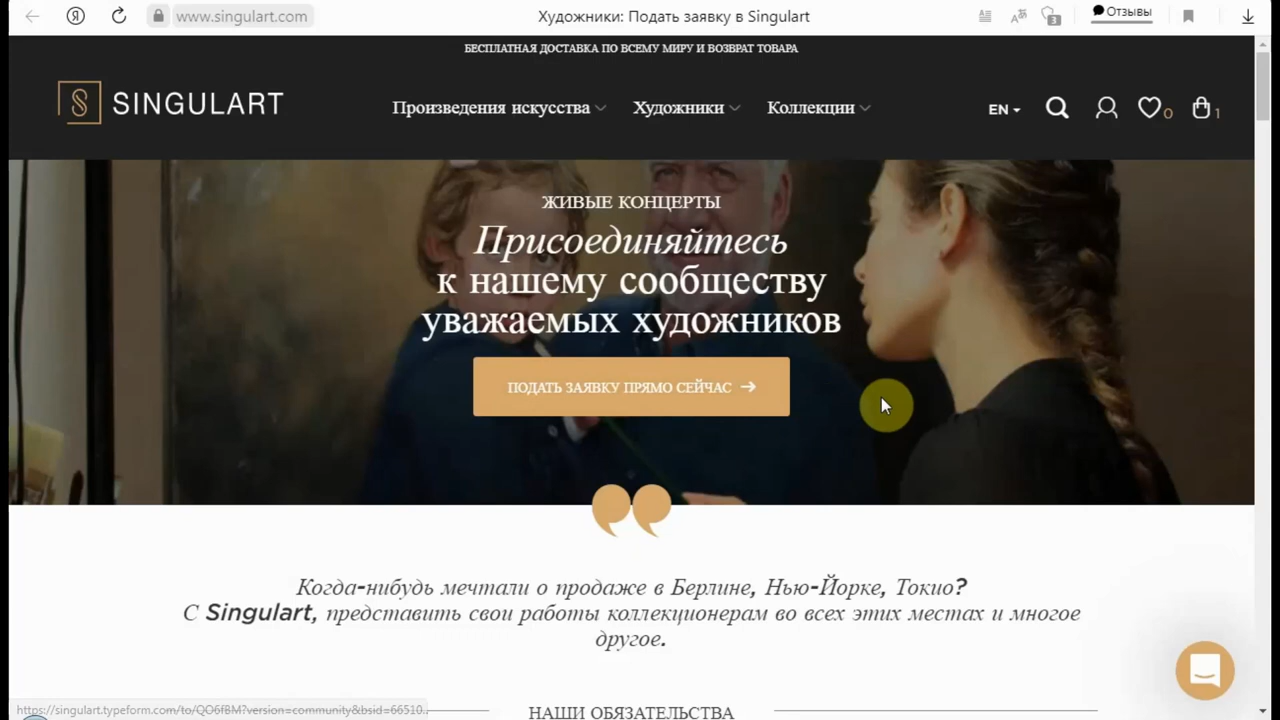 www.singulart.com
Художники: Подать заявку в Singulart
3
Отзывы
БЕСПЛАТНАЯ ДОСТАВКА ПО ВСЕМУ МИРУ И ВОЗВРАТ ТОВАРА
SINGULART
Произведения искусства
Художники
Коллекции
EN
0
1
ЖИВЫЕ КОНЦЕРТЫ
Присоединяйтесь
к нашему сообществу
уважаемых художников
ПОДАТЬ ЗАЯВКУ ПРЯМО СЕЙЧАС →
Когда-нибудь мечтали о продаже в Берлине, Нью-Йорке, Токио?
С Singulart, представить свои работы коллекционерам во всех этих местах и многое
другое.
https://singulart.typeform.com/to/QO6fBM?version=community&bsid=66510..
НАШИ ОБЯЗАТЕЛЬСТВА